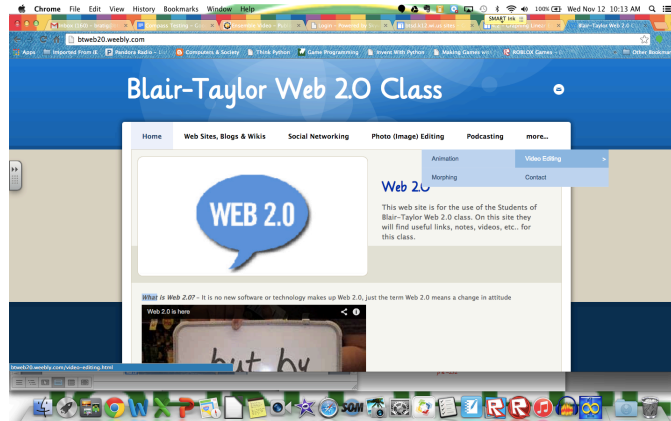 Chrome File Edit View History Bookmarks Window Help 100% Wed Nov 12 10:13 AM
SMART Ink
Blair-Taylor Web 2.0 C
btweb20.weebly.com
Apps Imported From IE Pandora Radio - Computers & Society Think Python Game Programming Invent With Python Making Games ROBLOX Games Other Bookmar
Blair-Taylor Web 2.0 Class
Home Web Sites, Blogs & Wikis Social Networking Photo (Image) Editing Podcasting more...
Animation Video Editing >
Morphing Contact
WEB 2.0
Web 2.0
This web site is for the use of the Students of
Blair-Taylor Web 2.0 class. On this site they
will find useful links, notes, videos, etc.. for
this class.
What is Web 2.0? - It is no new software or technology makes up Web 2.0, just the term Web 2.0 means a change in attitude
Web 2.0 is here
but by
btweb20.weebly.com/video-editing.html
SOM